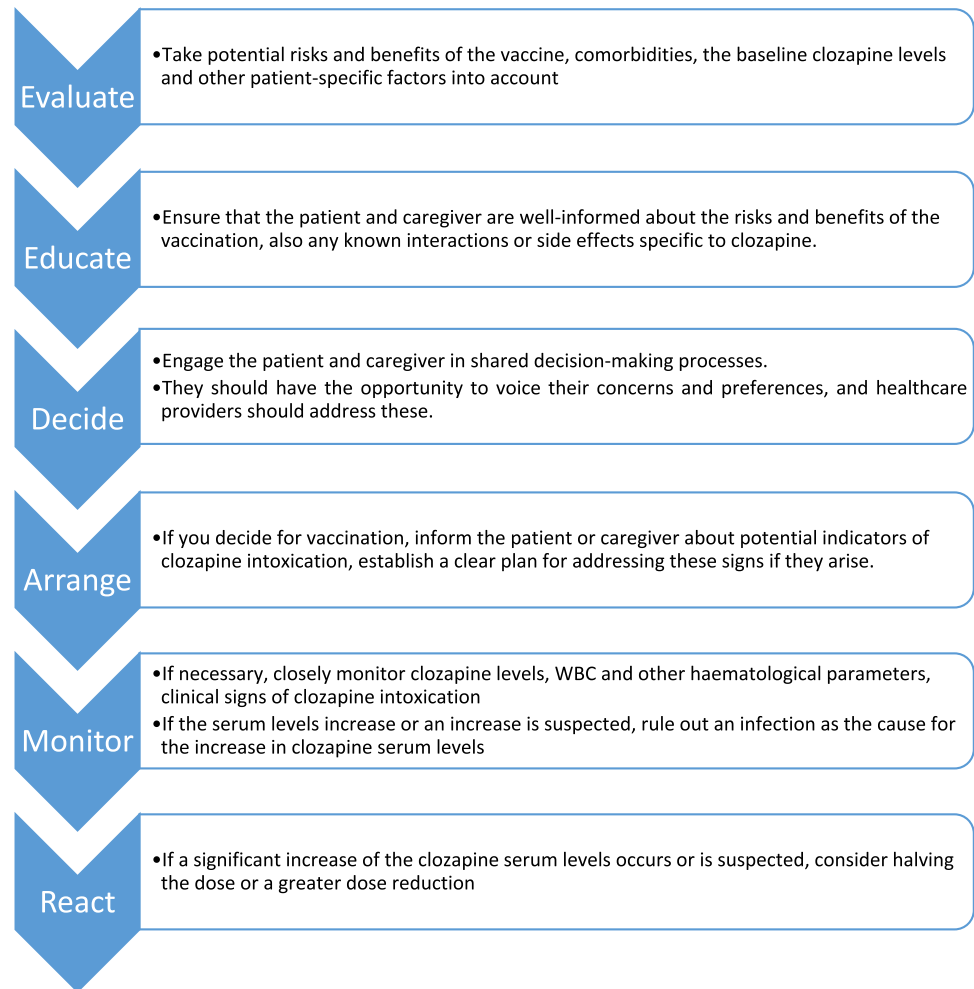 Evaluate
•Take potential risks and benefits of the vaccine, comorbidities, the baseline clozapine levels
and other patient-specific factors into account
Educate
•Ensure that the patient and caregiver are well-informed about the risks and benefits of the
vaccination, also any known interactions or side effects specific to clozapine.
Decide
•Engage the patient and caregiver in shared decision-making processes.
•They should have the opportunity to voice their concerns and preferences, and healthcare
providers should address these.
Arrange
•If you decide for vaccination, inform the patient or caregiver about potential indicators of
clozapine intoxication, establish a clear plan for addressing these signs if they arise.
Monitor
•If necessary, closely monitor clozapine levels, WBC and other haematological parameters,
clinical signs of clozapine intoxication
•If the serum levels increase or an increase is suspected, rule out an infection as the cause for
the increase in clozapine serum levels
React
•If a significant increase of the clozapine serum levels occurs or is suspected, consider halving
the dose or a greater dose reduction